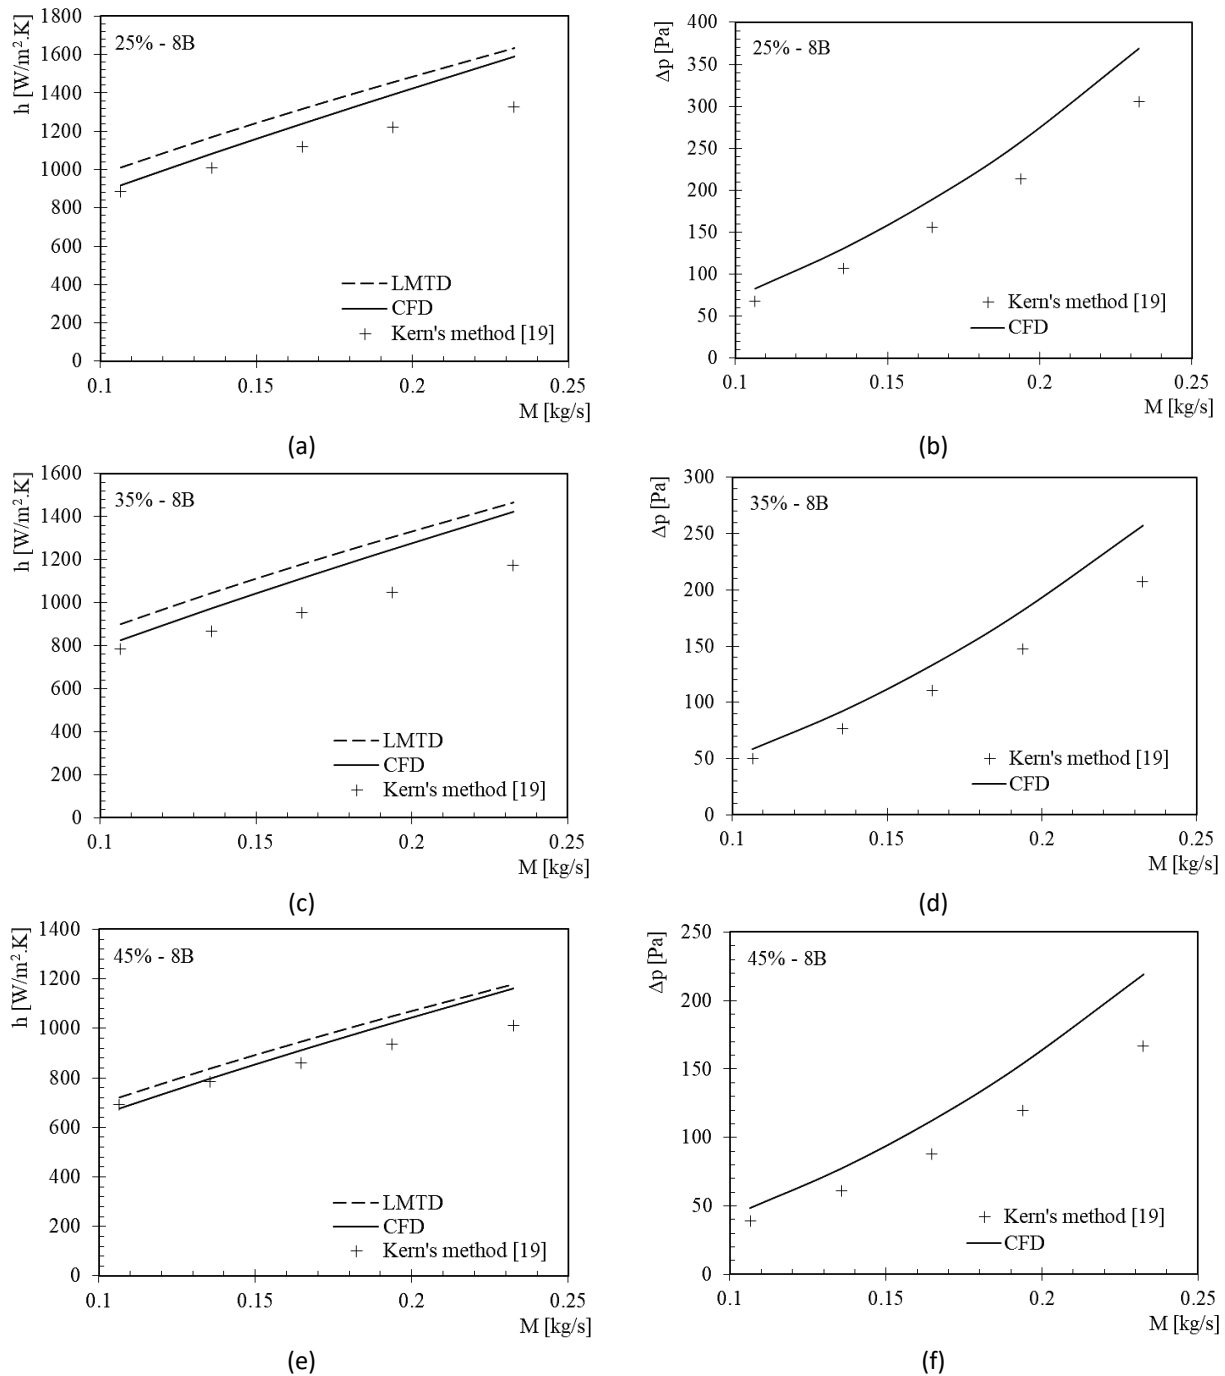 h [W/m².K]
1800
1600
1400
1200
1000
800
600
400
200
0
25% - 8B
LMTD
CFD
Kern's method [19]
0.1
0.15
0.2
0.25
M [kg/s]
(a)
Δp [Pa]
400
350
300
250
200
150
100
50
0
25% - 8B
Kern's method [19]
CFD
0.1
0.15
0.2
0.25
M [kg/s]
(b)
h [W/m².K]
1600
1400
1200
1000
800
600
400
200
0
35% - 8B
LMTD
CFD
Kern's method [19]
0.1
0.15
0.2
0.25
M [kg/s]
(c)
Δp [Pa]
300
250
200
150
100
50
0
35% - 8B
Kern's method [19]
CFD
0.1
0.15
0.2
0.25
M [kg/s]
(d)
h [W/m².K]
1400
1200
1000
800
600
400
200
0
45% - 8B
LMTD
CFD
Kern's method [19]
0.1
0.15
0.2
0.25
M [kg/s]
(e)
Δp [Pa]
250
200
150
100
50
0
45% - 8B
Kern's method [19]
CFD
0.1
0.15
0.2
0.25
M [kg/s]
(f)